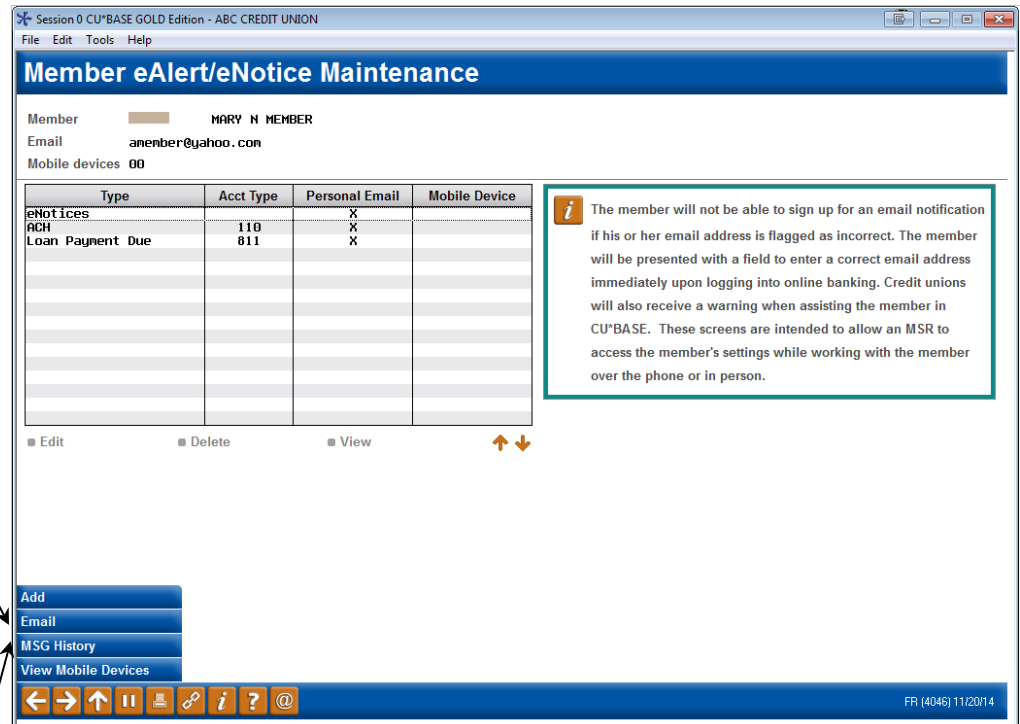 Session 0 CU*BASE GOLD Edition - ABC CREDIT UNION
File Edit Tools Help
Member eAlert/eNotice Maintenance
Member MARY N MEMBER
Email amember@yahoo.com
Mobile devices 00
Type Acct Type Personal Email Mobile Device
eNotices X
ACH 110 X
Loan Payment Due 811 X
Edit Delete View
i The member will not be able to sign up for an email notification
if his or her email address is flagged as incorrect. The member
will be presented with a field to enter a correct email address
immediately upon logging into online banking. Credit unions
will also receive a warning when assisting the member in
CU*BASE. These screens are intended to allow an MSR to
access the member's settings while working with the member
over the phone or in person.
Add
Email
MSG History
View Mobile Devices
i ? @
FR (4046) 11/20/14